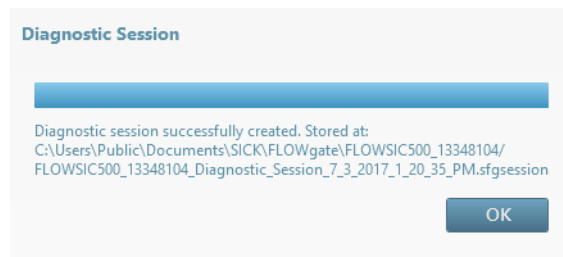 Diagnostic Session
Diagnostic session successfully created. Stored at:
C:\Users\Public\Documents\SICK\FLOWgate\FLOWSIC500_13348104/
FLOWSIC500_13348104_Diagnostic_Session_7_3_2017_1_20_35_PM.sfgsession
OK